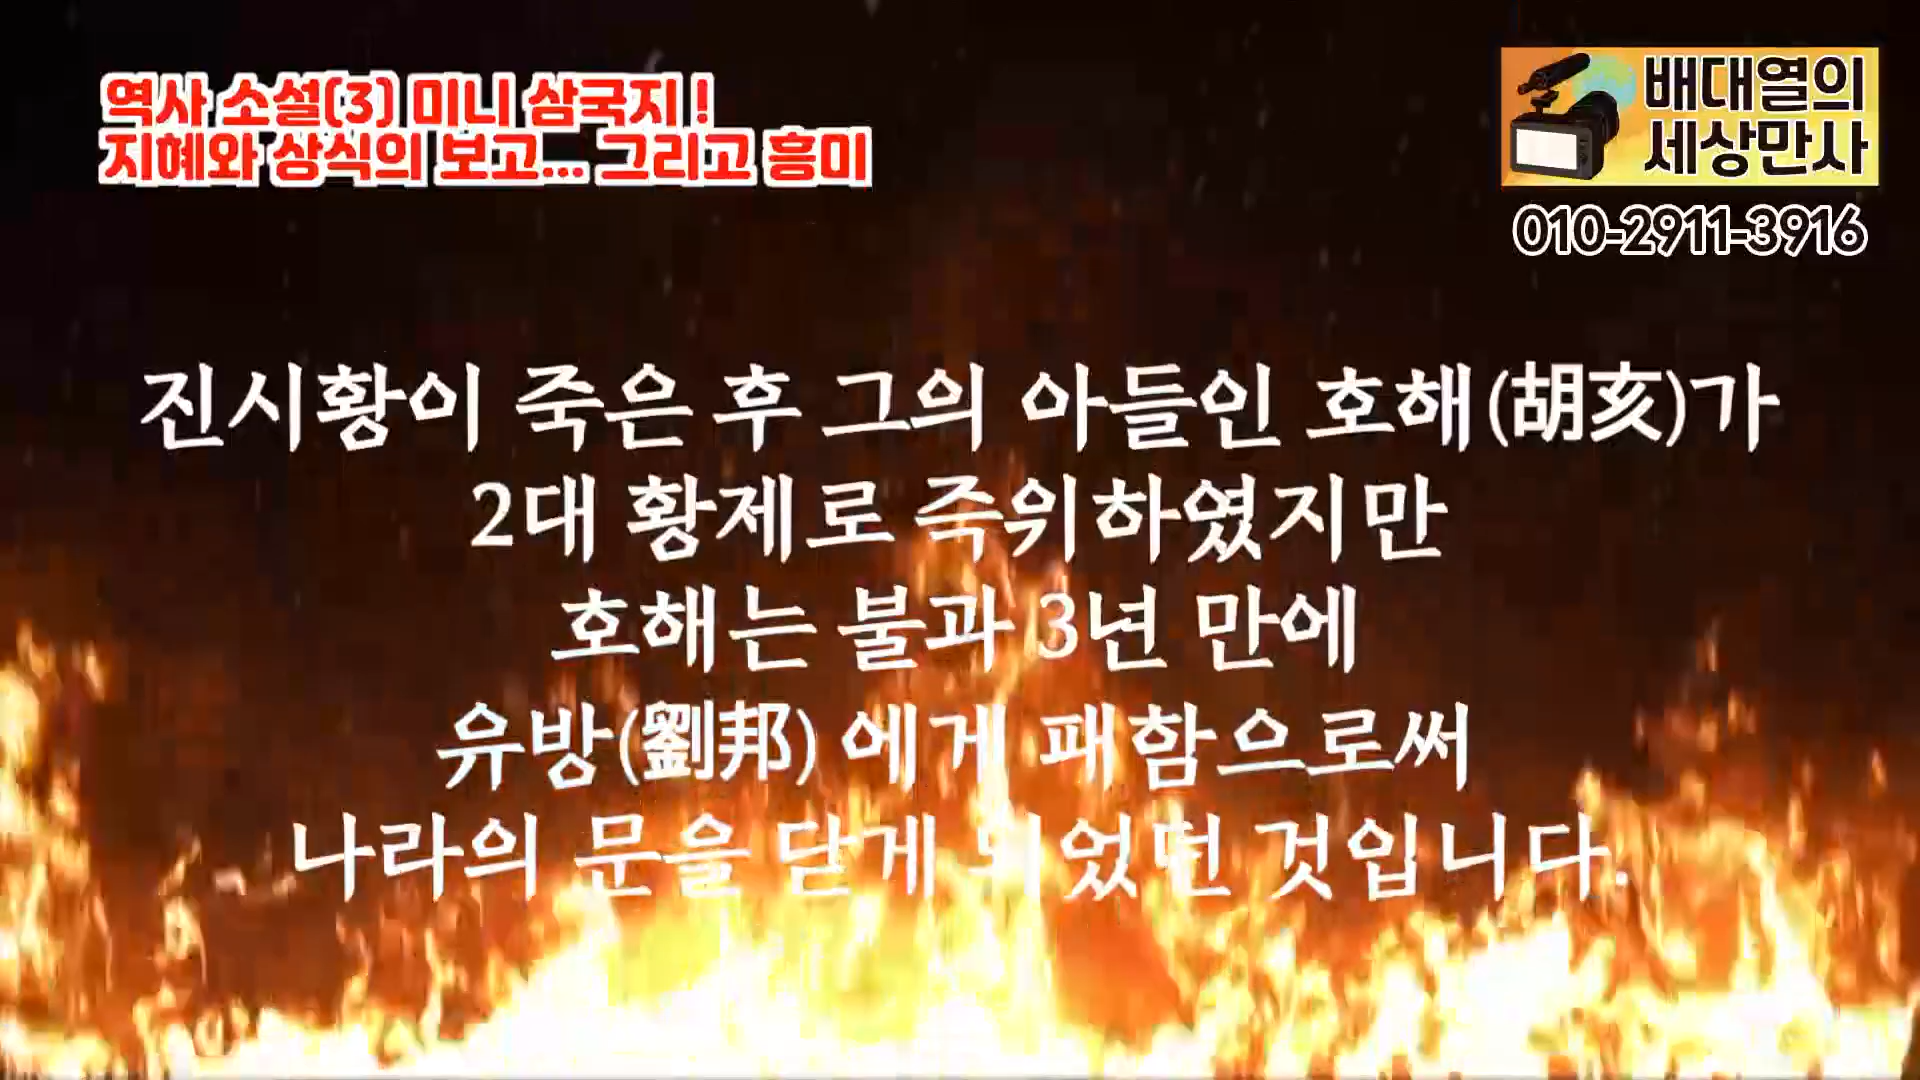 역사 소설(3) 미니 삼국지 !
지혜와 상식의 보고... 그리고 흥미
배대열의
세상만사
010-2911-3916
진시황이 죽은 후 그의 아들인 호해(胡亥)가
2대 황제로 즉위하였지만
호해는 불과 3년 만에
유방(劉邦) 에게 패함으로써
나라의 문을 닫게 되었던 것입니다.